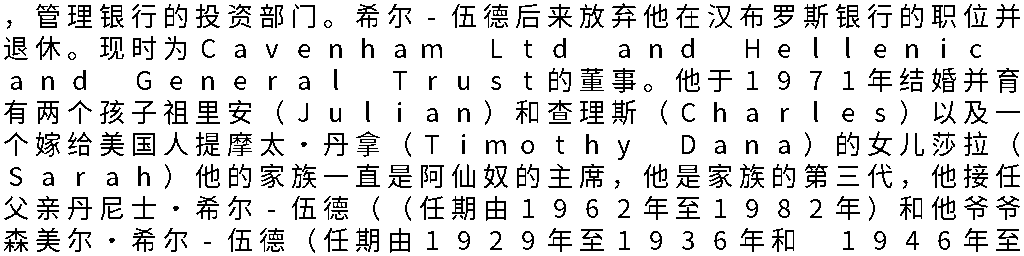 ，管理银行的投资部门。希尔-伍德后来放弃他在汉布罗斯银行的职位并
退休。现时为Cavenham Ltd and Hellenic
and General Trust的董事。他于1971年结婚并育
有两个孩子祖里安（Julian）和查理斯（Charles）以及一
个嫁给美国人提摩太·丹拿（Timothy Dana）的女儿莎拉（
Sarah）他的家族一直是阿仙奴的主席，他是家族的第三代，他接任
父亲丹尼士·希尔-伍德（（任期由1962年至1982年）和他爷爷
森美尔·希尔-伍德（任期由1929年至1936年和 1946年至